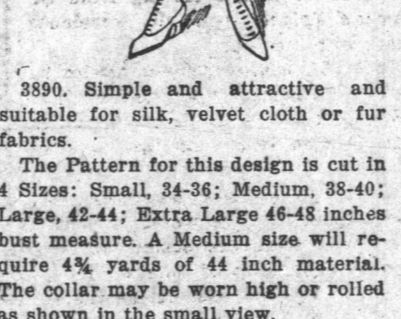 3890. Simple and attractive and
suitable for silk, velvet cloth or fur
fabrics.
The Pattern for this design is cut in
4 Sizes: Small, 34-36; Medium, 38-40;
Large, 42-44; Extra Large 46-48 inches
bust measure. A Medium size will re-
quire 4¾ yards of 44 inch material.
The collar may be worn high or rolled
as shown in the small view.